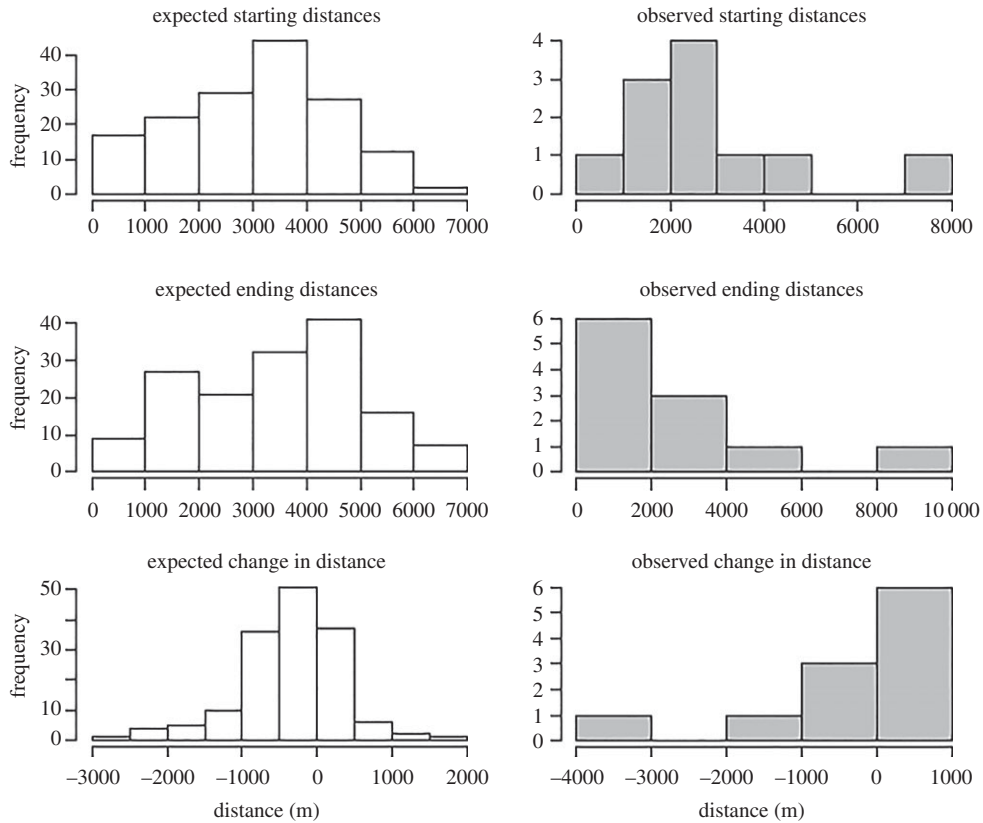 expected starting distances
frequency
40
30
20
10
0
0 1000 2000 3000 4000 5000 6000 7000
observed starting distances
4
3
2
1
0
0 2000 4000 6000 8000
expected ending distances
frequency
40
30
20
10
0
0 1000 2000 3000 4000 5000 6000 7000
observed ending distances
6
5
4
3
2
1
0
0 2000 4000 6000 8000 10 000
expected change in distance
frequency
50
30
10
0
–3000 –2000 –1000 0 1000 2000
distance (m)
observed change in distance
6
5
4
3
2
1
0
–4000 –3000 –2000 –1000 0 1000
distance (m)